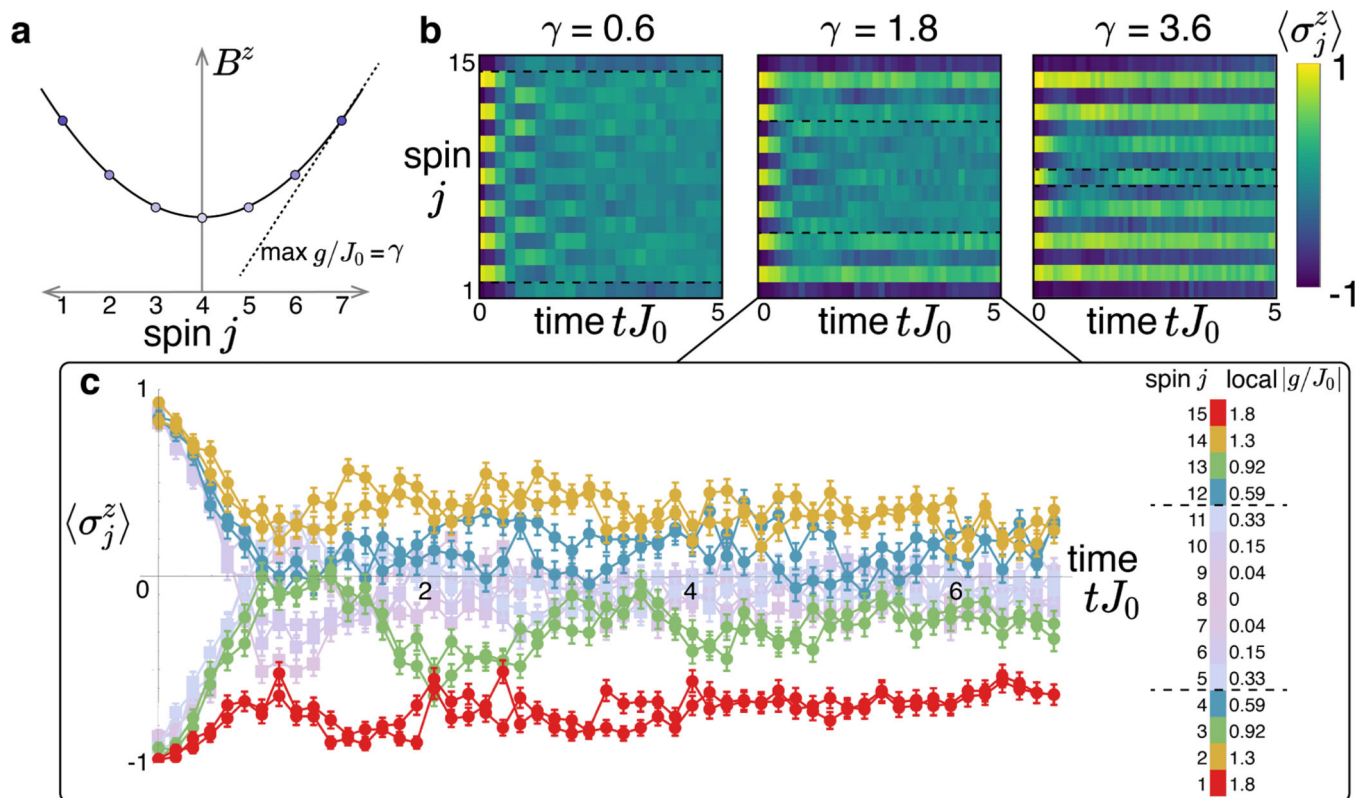 a
B^z
max g/J_0 = γ
1 2 3 4 5 6 7
spin j
b
γ = 0.6 γ = 1.8 γ = 3.6 ⟨σ_j^z⟩
15
spin
j
1
0 5 0 5 0 5
time tJ_0 time tJ_0 time tJ_0
1
-1
c
1
⟨σ_j^z⟩
0
-1
2 4 6
time
tJ_0
spin j local |g/J_0|
15 1.8
14 1.3
13 0.92
12 0.59
11 0.33
10 0.15
9 0.04
8 0
7 0.04
6 0.15
5 0.33
4 0.59
3 0.92
2 1.3
1 1.8